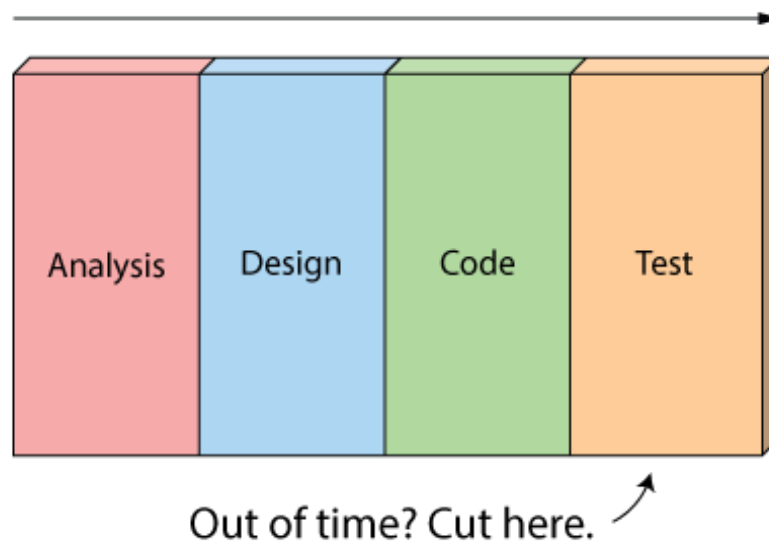 Analysis
Design
Code
Test
Out of time? Cut here.